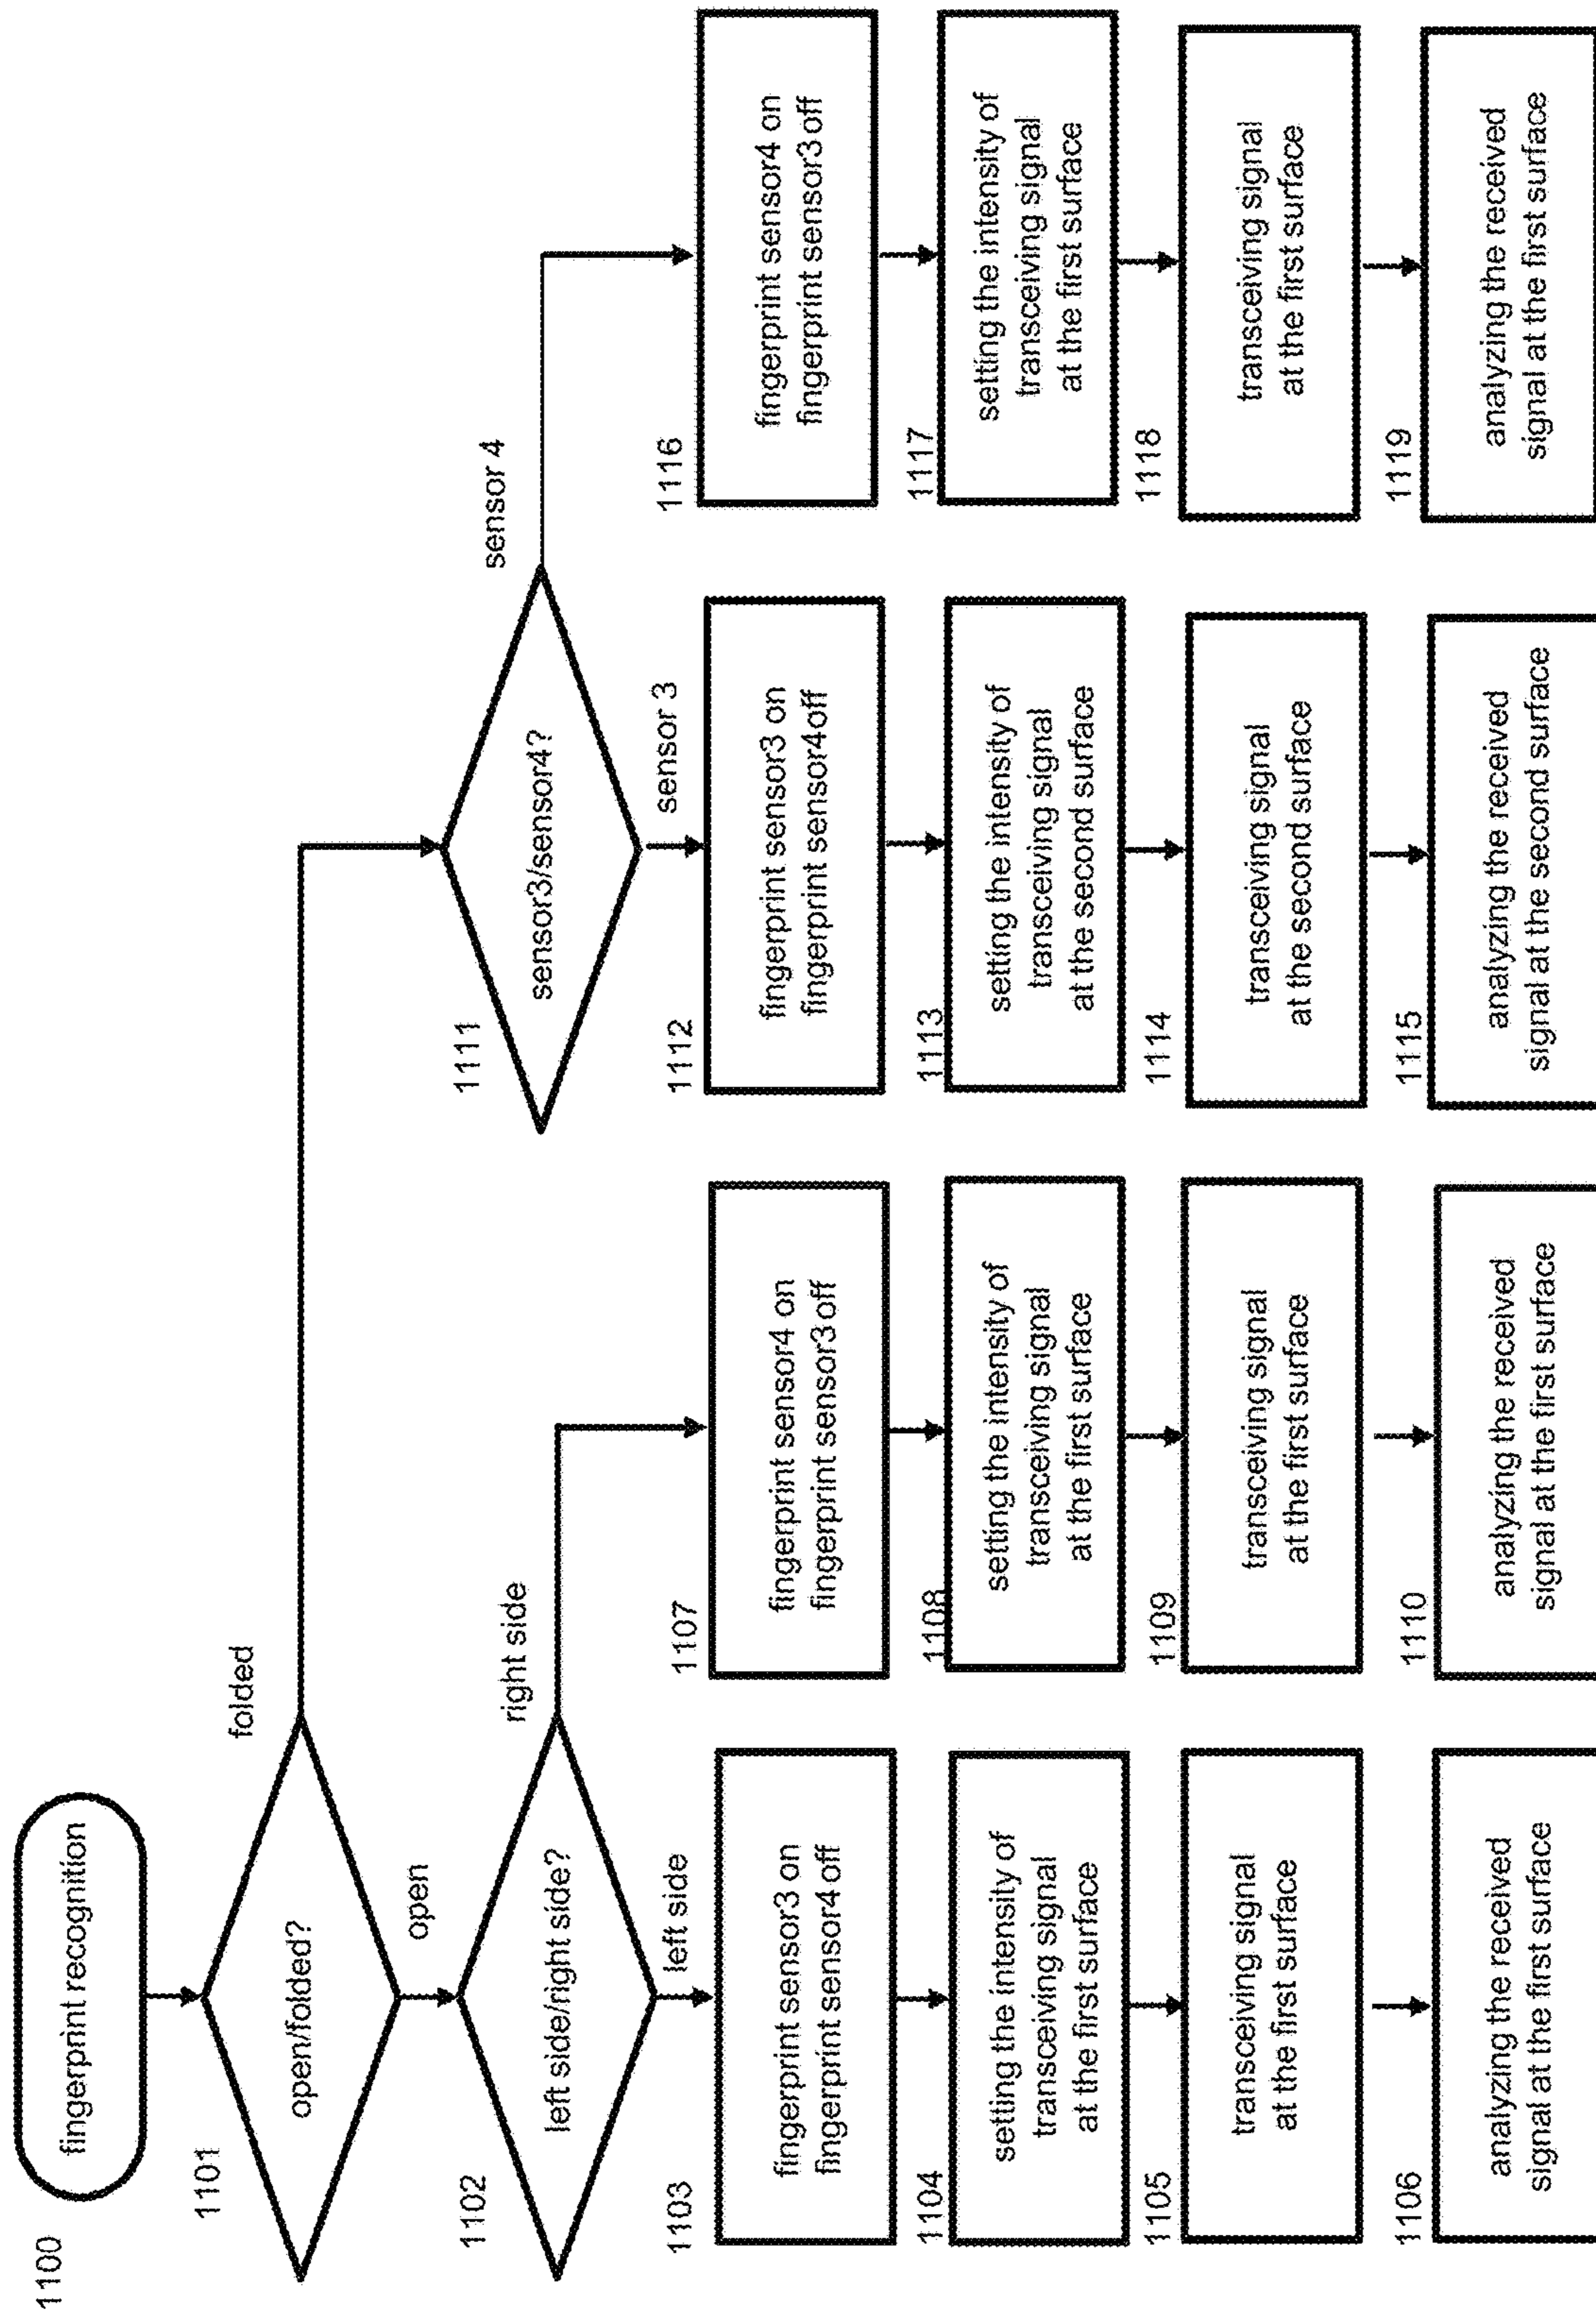 1100
fingerprint recognition
1101
open/folded?
folded
open
1102
left side/right side?
right side
left side
1103
fingerprint sensor3 on
fingerprint sensor4 off
1104
setting the intensity of
transceiving signal
at the first surface
1105
transceiving signal
at the first surface
1106
analyzing the received
signal at the first surface
1107
fingerprint sensor4 on
fingerprint sensor3 off
1108
setting the intensity of
transceiving signal
at the first surface
1109
transceiving signal
at the first surface
1110
analyzing the received
signal at the first surface
1111
sensor3/sensor4?
sensor 4
sensor 3
1112
fingerprint sensor3 on
fingerprint sensor4off
1113
setting the intensity of
transceiving signal
at the second surface
1114
transceiving signal
at the second surface
1115
analyzing the received
signal at the second surface
1116
fingerprint sensor4 on
fingerprint sensor3off
1117
setting the intensity of
transceiving signal
at the first surface
1118
transceiving signal
at the first surface
1119
analyzing the received
signal at the first surface